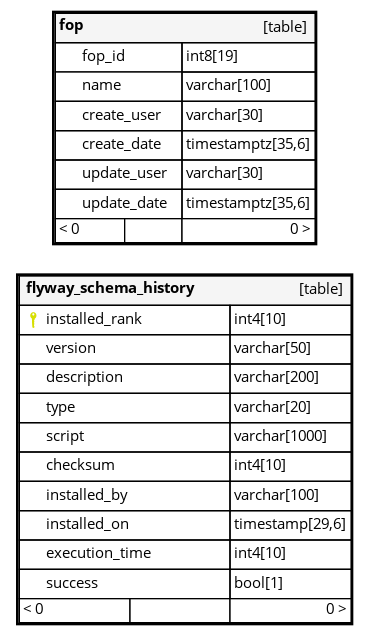 fop [table]
fop_id int8[19]
name varchar[100]
create_user varchar[30]
create_date timestamptz[35,6]
update_user varchar[30]
update_date timestamptz[35,6]
< 0 0 >
flyway_schema_history [table]
installed_rank int4[10]
version varchar[50]
description varchar[200]
type varchar[20]
script varchar[1000]
checksum int4[10]
installed_by varchar[100]
installed_on timestamp[29,6]
execution_time int4[10]
success bool[1]
< 0 0 >